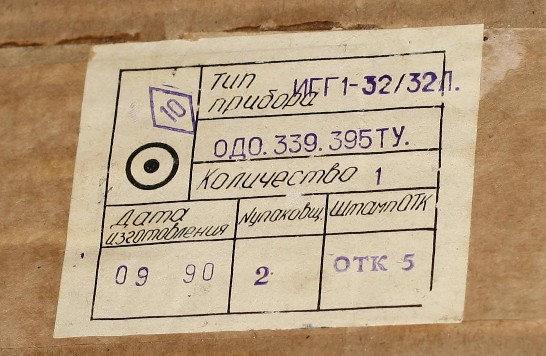 10
Тип
прибора
ИГГ1-32/32Л.
ОДО. 339. 395ТУ.
Количество 1
Дата
изготовления
Nупаковщ
Штамп ОТК
09 90
2
ОТК 5